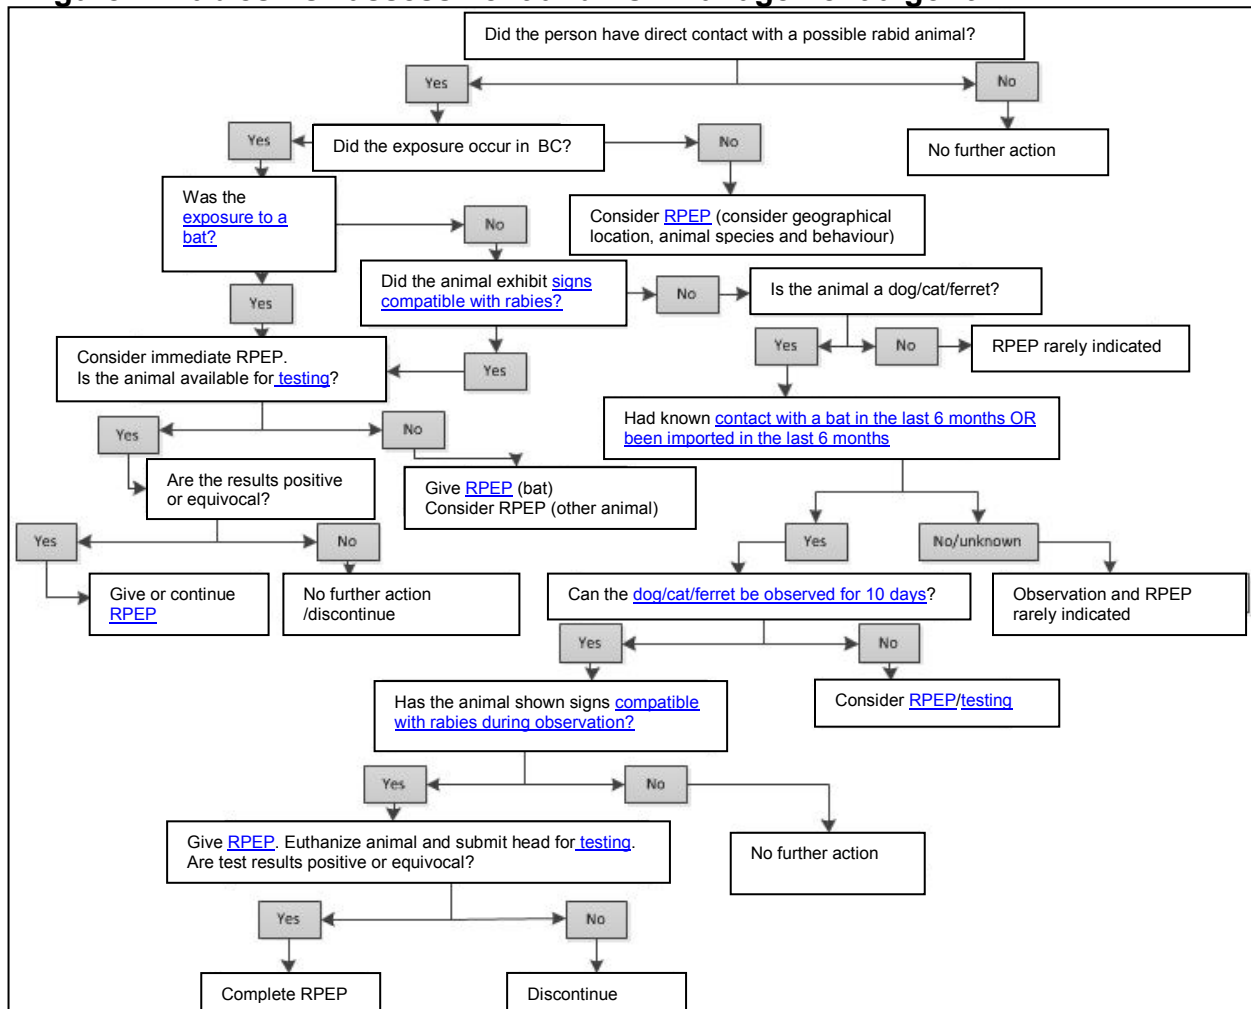 Did the person have direct contact with a possible rabid animal?
Yes
No
Yes
Did the exposure occur in BC?
No
No further action
Was the
exposure to a
bat?
No
Consider RPEP (consider geographical
location, animal species and behaviour)
Did the animal exhibit signs
compatible with rabies?
No
Is the animal a dog/cat/ferret?
Yes
Yes
No
RPEP rarely indicated
Consider immediate RPEP.
Is the animal available for testing?
Yes
Had known contact with a bat in the last 6 months OR
been imported in the last 6 months
Yes
No
Are the results positive
or equivocal?
Give RPEP (bat)
Consider RPEP (other animal)
Yes
No
Yes
No/unknown
Give or continue
RPEP
No further action
/discontinue
Can the dog/cat/ferret be observed for 10 days?
Observation and RPEP
rarely indicated
Yes
No
Has the animal shown signs compatible
with rabies during observation?
Consider RPEP/testing
Yes
No
Give RPEP. Euthanize animal and submit head for testing.
Are test results positive or equivocal?
No further action
Yes
No
Complete RPEP
Discontinue